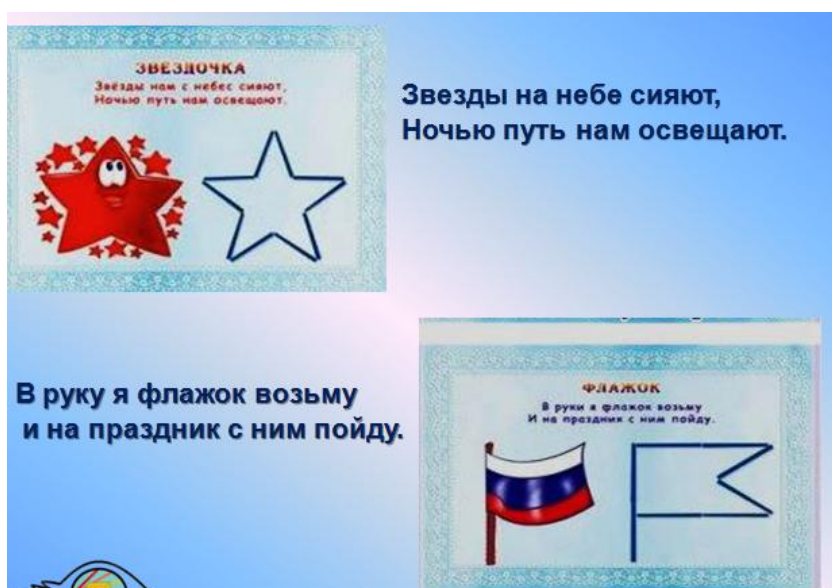 ЗВЕЗДОЧКА
Звёзды нам с небес сияют,
Ночью путь нам освещают.
Звезды на небе сияют,
Ночью путь нам освещают.
В руку я флажок возьму
и на праздник с ним пойду.
ФЛАЖОК
В руки я флажок возьму
И на праздник с ним пойду.